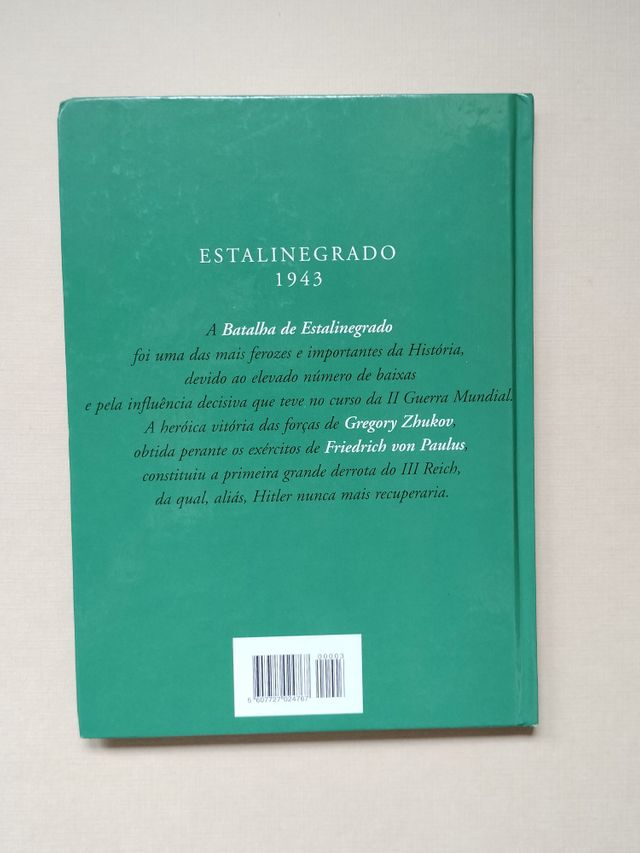 ESTALINEGRADO
1943
A Batalha de Estalinegrado
foi uma das mais ferozes e importantes da História,
devido ao elevado número de baixas
e pela influência decisiva que teve no curso da II Guerra Mundial.
A heróica vitória das forças de Gregory Zhukov,
obtida perante os exércitos de Friedrich von Paulus,
constituiu a primeira grande derrota do III Reich,
da qual, aliás, Hitler nunca mais recuperaria.
00003
5607727024767